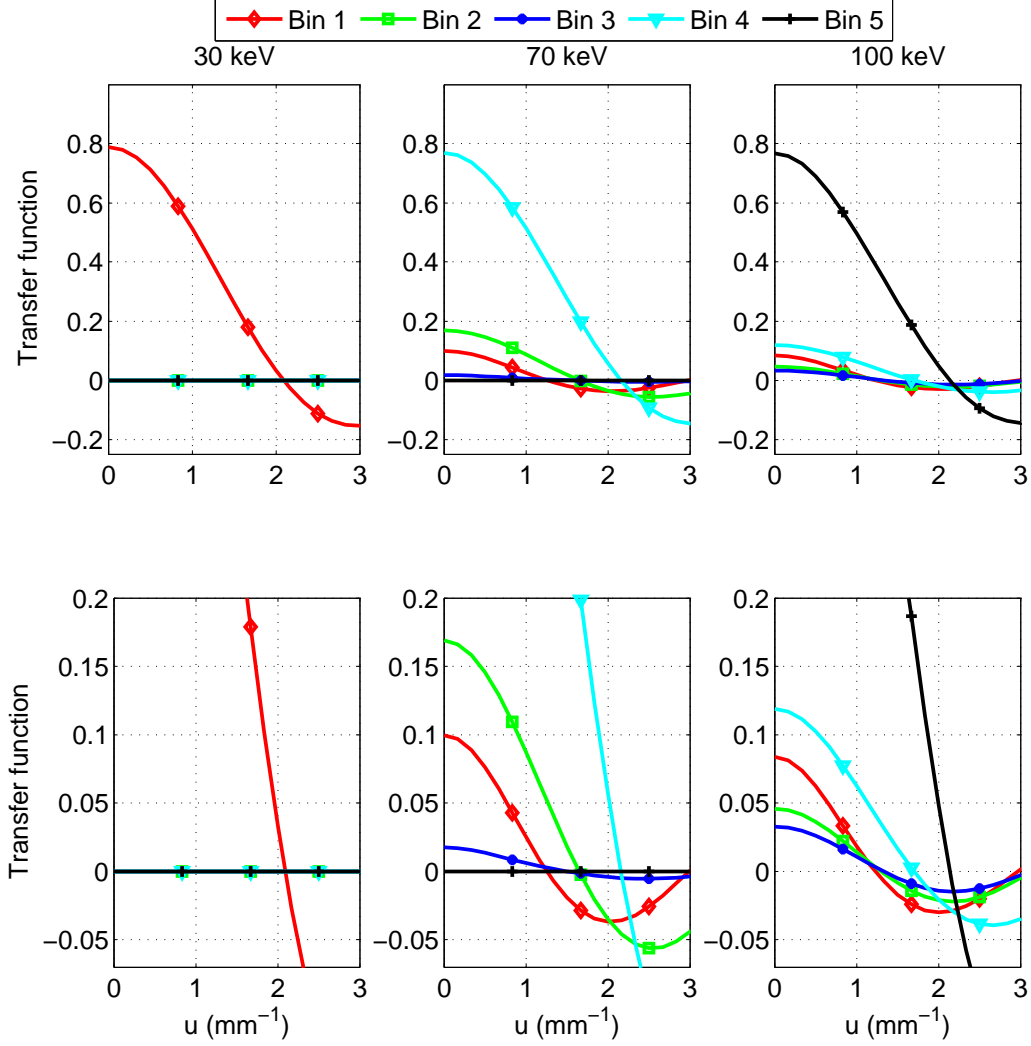 Bin 1 Bin 2 Bin 3 Bin 4 Bin 5
30 keV 70 keV 100 keV
Transfer function
0.8 0.8 0.8
0.6 0.6 0.6
0.4 0.4 0.4
0.2 0.2 0.2
0 0 0
−0.2 −0.2 −0.2
0 1 2 3 0 1 2 3 0 1 2 3
Transfer function
0.2 0.2 0.2
0.15 0.15 0.15
0.1 0.1 0.1
0.05 0.05 0.05
0 0 0
−0.05 −0.05 −0.05
0 1 2 3 0 1 2 3 0 1 2 3
u (mm⁻¹) u (mm⁻¹) u (mm⁻¹)